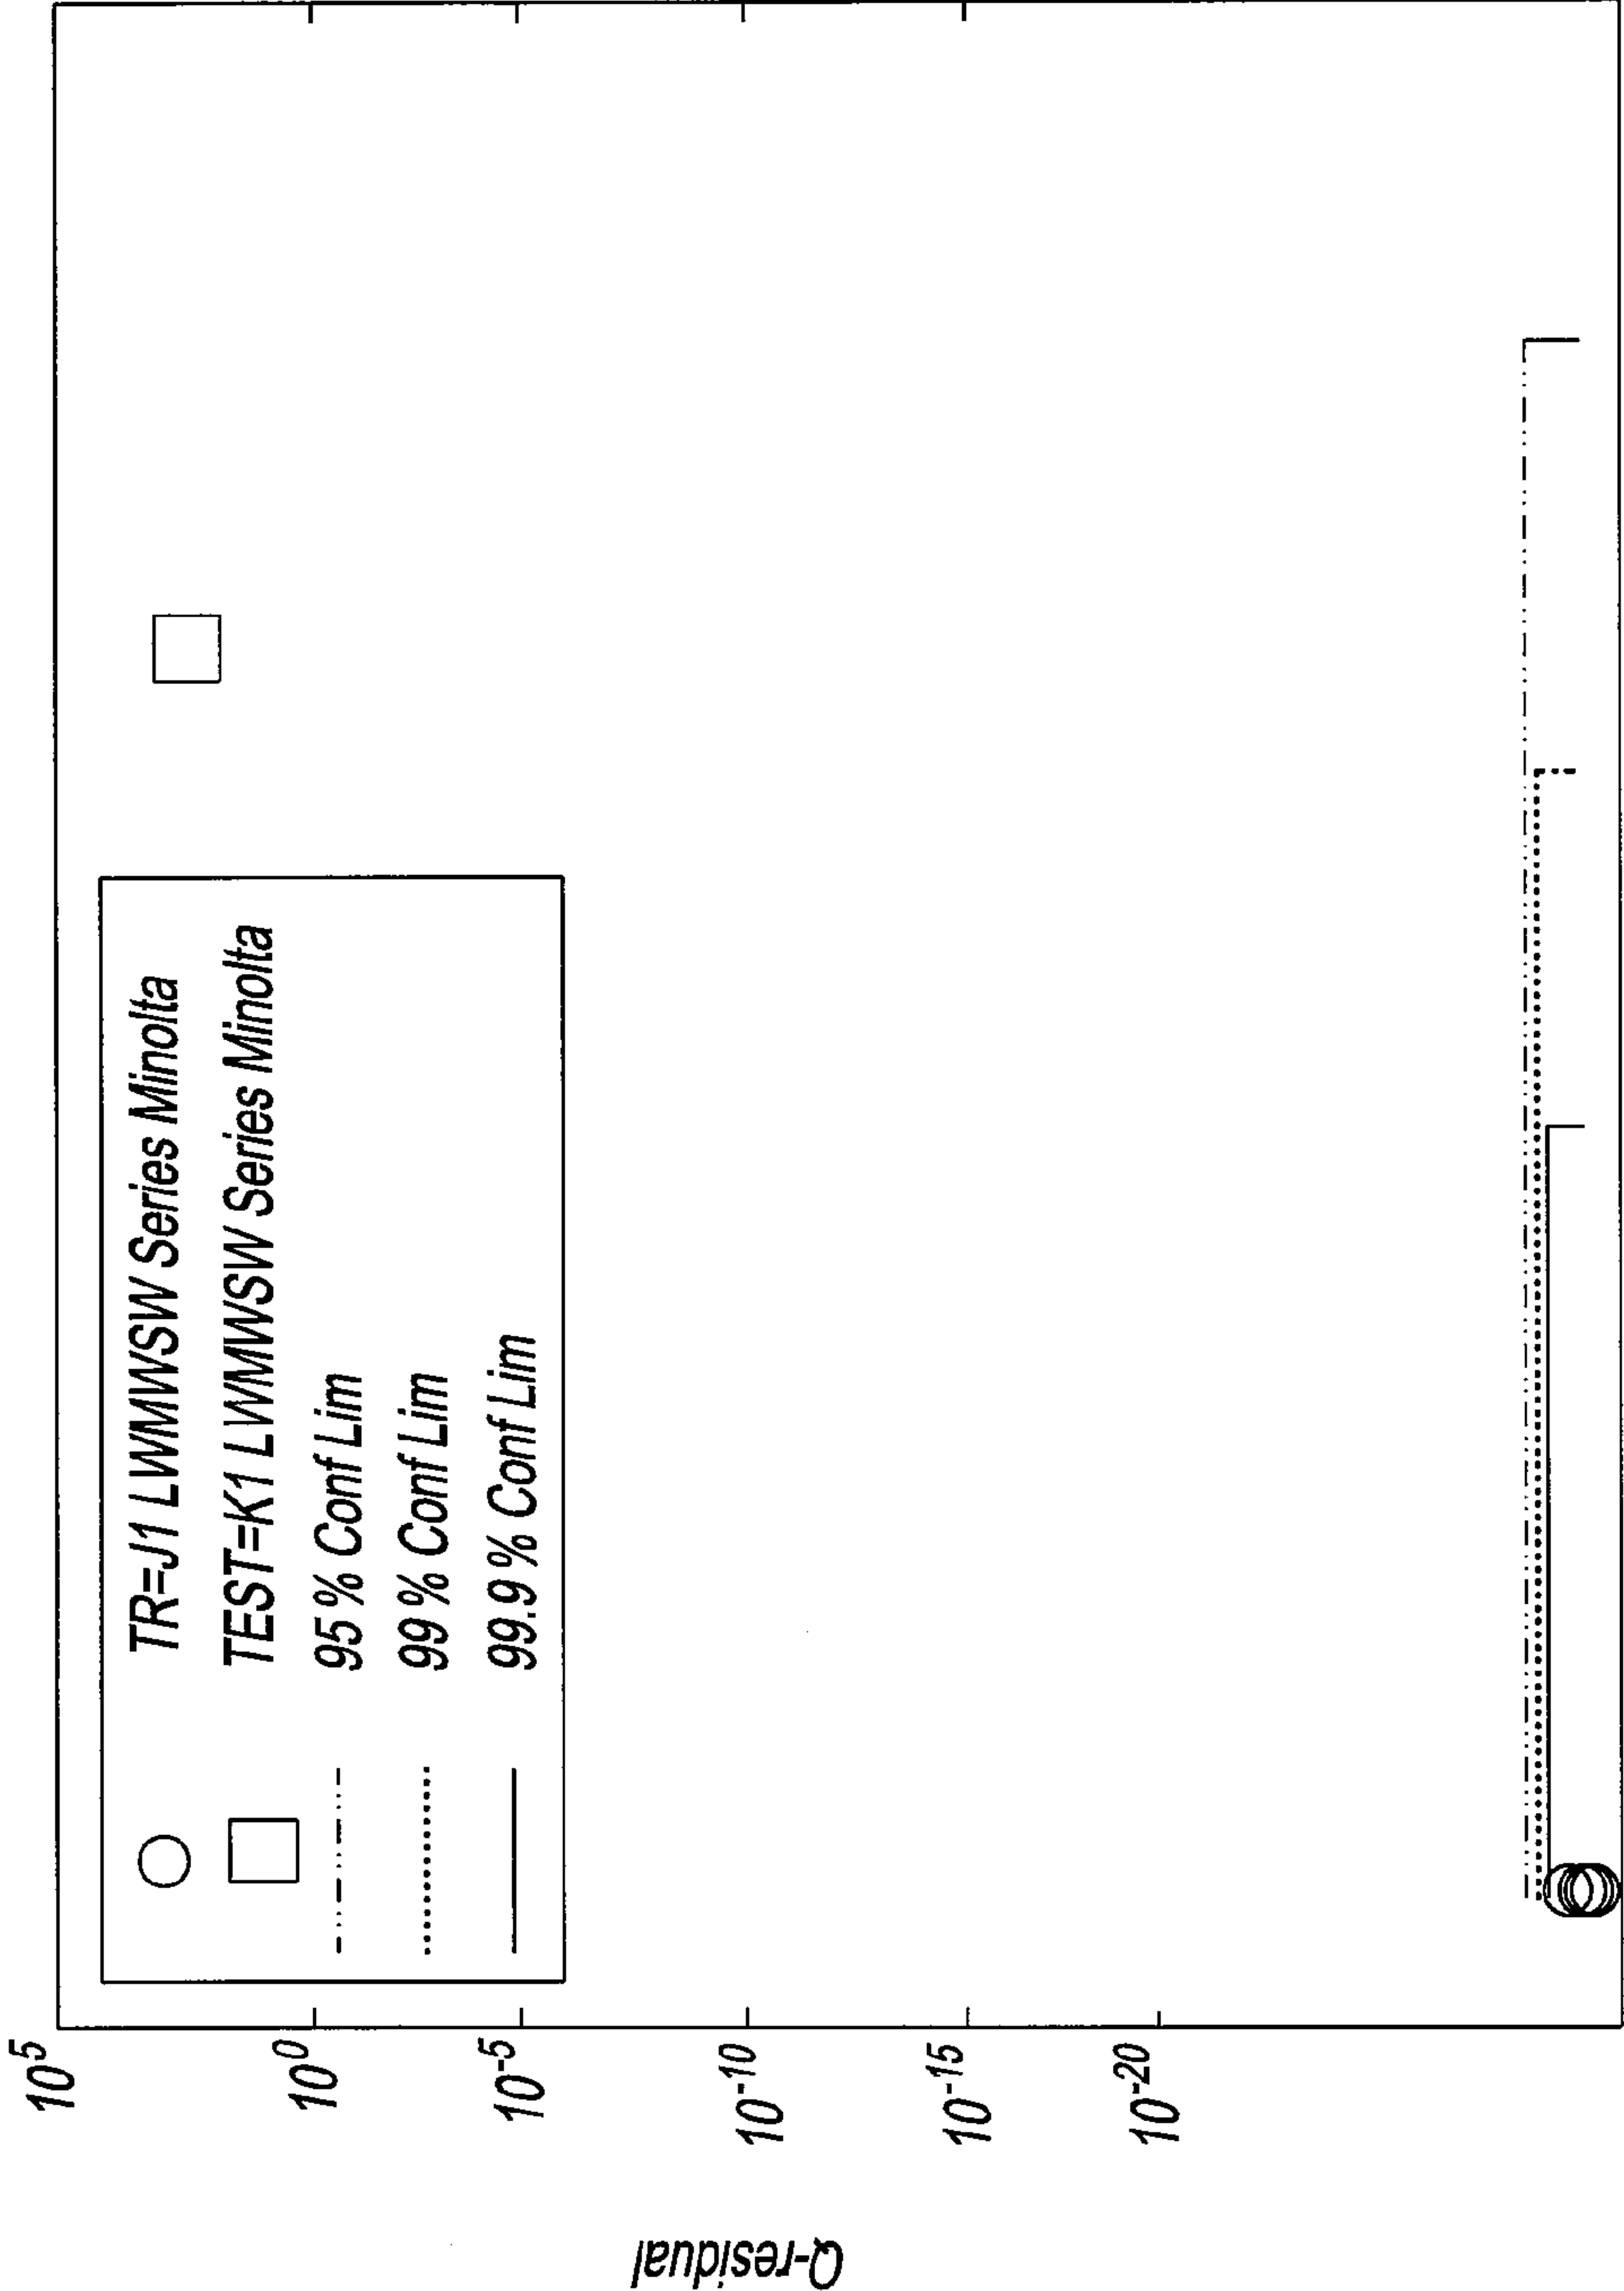 Q-residual
10^5
10^0
10^-5
10^-10
10^-15
10^-20
TR=J1 LWMWSW Series Minolta
TEST=K1 LWMWSW Series Minolta
95 % Conf Lim
99 % Conf Lim
99.9 % Conf Lim